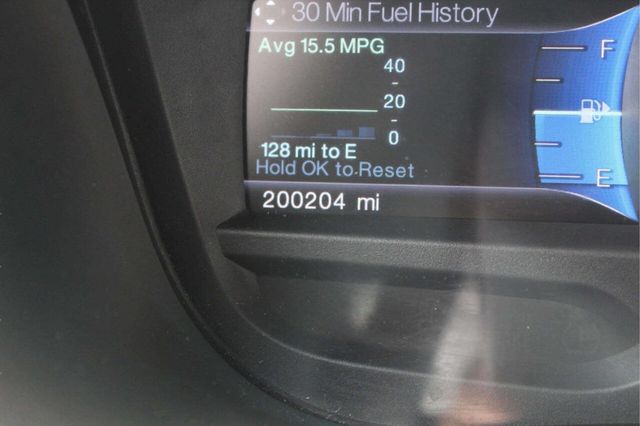 30 Min Fuel History
Avg 15.5 MPG
40
20
0
128 mi to E
Hold OK to Reset
200204 mi
F
E